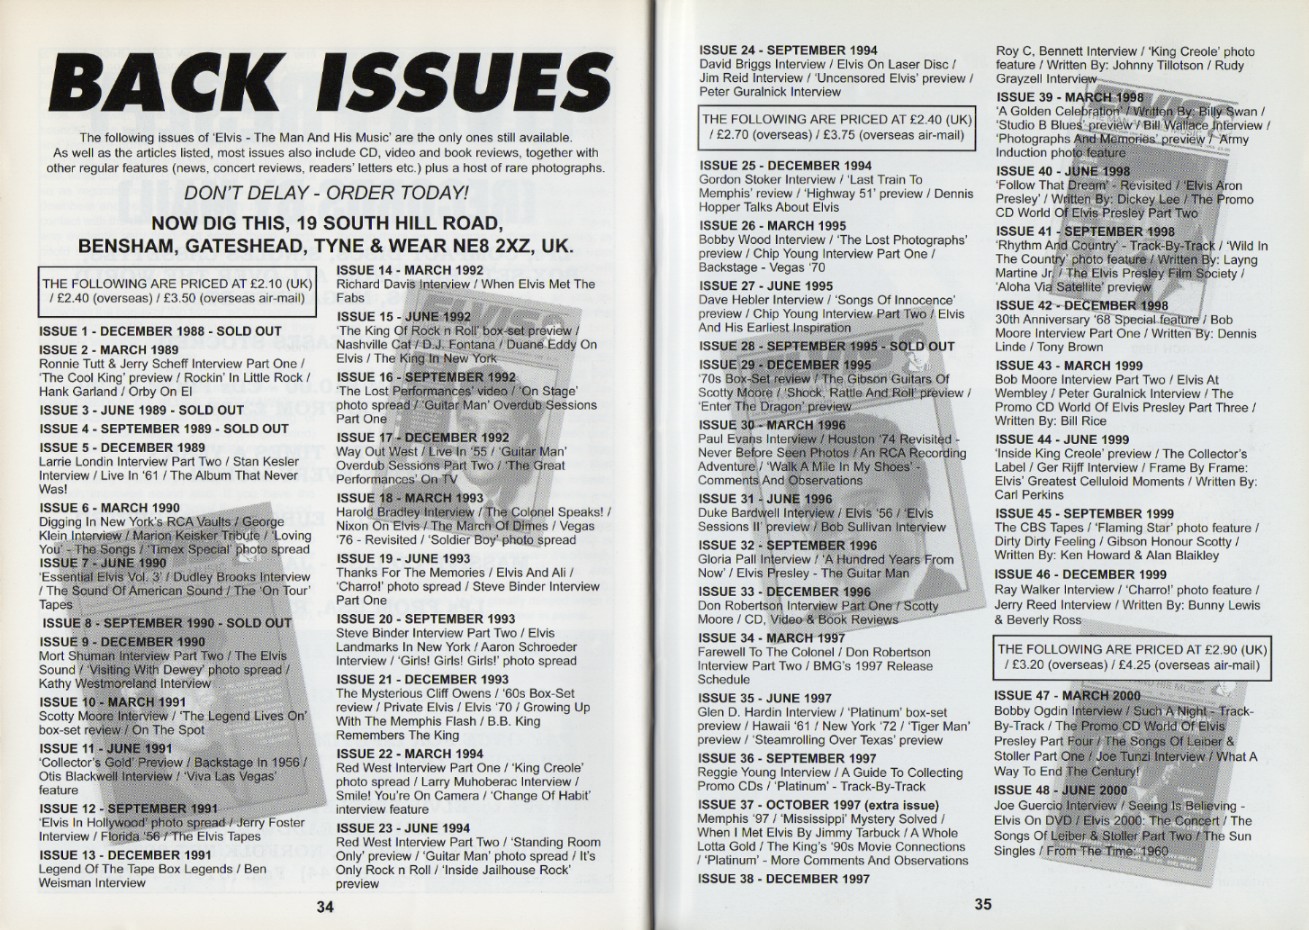 BACK ISSUES
The following issues of 'Elvis - The Man And His Music' are the only ones still available.
As well as the articles listed, most issues also include CD, video and book reviews, together with
other regular features (news, concert reviews, readers' letters etc.) plus a host of rare photographs.
DON'T DELAY - ORDER TODAY!
NOW DIG THIS, 19 SOUTH HILL ROAD,
BENSHAM, GATESHEAD, TYNE & WEAR NE8 2XZ, UK.
THE FOLLOWING ARE PRICED AT £2.10 (UK)
/ £2.40 (overseas) / £3.50 (overseas air-mail)
ISSUE 1 - DECEMBER 1988 - SOLD OUT
ISSUE 2 - MARCH 1989
Ronnie Tutt & Jerry Scheff Interview Part One /
'The Cool King' preview / Rockin' In Little Rock /
Hank Garland / Orby On El
ISSUE 3 - JUNE 1989 - SOLD OUT
ISSUE 4 - SEPTEMBER 1989 - SOLD OUT
ISSUE 5 - DECEMBER 1989
Larrie Londin Interview Part Two / Stan Kesler
Interview / Live In '61 / The Album That Never
Was!
ISSUE 6 - MARCH 1990
Digging In New York's RCA Vaults / George
Klein Interview / Marion Keisker Tribute / 'Loving
You' - The Songs / 'Timex Special' photo spread
ISSUE 7 - JUNE 1990
'Essential Elvis Vol. 3' / Dudley Brooks Interview
/ The Sound Of American Sound / The 'On Tour'
Tapes
ISSUE 8 - SEPTEMBER 1990 - SOLD OUT
ISSUE 9 - DECEMBER 1990
Mort Shuman Interview Part Two / The Elvis
Sound / 'Visiting With Dewey' photo spread /
Kathy Westmoreland Interview
ISSUE 10 - MARCH 1991
Scotty Moore Interview / 'The Legend Lives On'
box-set review / On The Spot
ISSUE 11 - JUNE 1991
'Collector's Gold' Preview / Backstage In 1956 /
Otis Blackwell Interview / 'Viva Las Vegas'
feature
ISSUE 12 - SEPTEMBER 1991
'Elvis In Hollywood' photo spread / Jerry Foster
Interview / Florida '56 / The Elvis Tapes
ISSUE 13 - DECEMBER 1991
Legend Of The Tape Box Legends / Ben
Weisman Interview
ISSUE 14 - MARCH 1992
Richard Davis Interview / When Elvis Met The
Fabs
ISSUE 15 - JUNE 1992
'The King Of Rock n Roll' box-set preview /
Nashville Cat / D.J. Fontana / Duane Eddy On
Elvis / The King In New York
ISSUE 16 - SEPTEMBER 1992
'The Lost Performances' video / 'On Stage'
photo spread / 'Guitar Man' Overdub Sessions
Part One
ISSUE 17 - DECEMBER 1992
Way Out West / Live In '55 / 'Guitar Man'
Overdub Sessions Part Two / 'The Great
Performances' On TV
ISSUE 18 - MARCH 1993
Harold Bradley Interview / The Colonel Speaks! /
Nixon On Elvis / The March Of Dimes / Vegas
'76 - Revisited / 'Soldier Boy' photo spread
ISSUE 19 - JUNE 1993
Thanks For The Memories / Elvis And Ali /
'Charro!' photo spread / Steve Binder Interview
Part One
ISSUE 20 - SEPTEMBER 1993
Steve Binder Interview Part Two / Elvis
Landmarks In New York / Aaron Schroeder
Interview / 'Girls! Girls! Girls!' photo spread
ISSUE 21 - DECEMBER 1993
The Mysterious Cliff Owens / '60s Box-Set
review / Private Elvis / Elvis '70 / Growing Up
With The Memphis Flash / B.B. King
Remembers The King
ISSUE 22 - MARCH 1994
Red West Interview Part One / 'King Creole'
photo spread / Larry Muhoberac Interview /
Smile! You're On Camera / 'Change Of Habit'
interview feature
ISSUE 23 - JUNE 1994
Red West Interview Part Two / 'Standing Room
Only' preview / 'Guitar Man' photo spread / It's
Only Rock n Roll / 'Inside Jailhouse Rock'
preview
34
ISSUE 24 - SEPTEMBER 1994
David Briggs Interview / Elvis On Laser Disc /
Jim Reid Interview / 'Uncensored Elvis' preview /
Peter Guralnick Interview
THE FOLLOWING ARE PRICED AT £2.40 (UK)
/ £2.70 (overseas) / £3.75 (overseas air-mail)
ISSUE 25 - DECEMBER 1994
Gordon Stoker Interview / 'Last Train To
Memphis' review / 'Highway 51' preview / Dennis
Hopper Talks About Elvis
ISSUE 26 - MARCH 1995
Bobby Wood Interview / 'The Lost Photographs'
preview / Chip Young Interview Part One /
Backstage - Vegas '70
ISSUE 27 - JUNE 1995
Dave Hebler Interview / 'Songs Of Innocence'
preview / Chip Young Interview Part Two / Elvis
And His Earliest Inspiration
ISSUE 28 - SEPTEMBER 1995 - SOLD OUT
ISSUE 29 - DECEMBER 1995
'70s Box-Set review / The Gibson Guitars Of
Scotty Moore / 'Shock, Rattle And Roll' preview /
'Enter The Dragon' preview
ISSUE 30 - MARCH 1996
Paul Evans Interview / Houston '74 Revisited -
Never Before Seen Photos / An RCA Recording
Adventure / 'Walk A Mile In My Shoes' -
Comments And Observations
ISSUE 31 - JUNE 1996
Duke Bardwell Interview / Elvis '56 / 'Elvis
Sessions II' preview / Bob Sullivan Interview
ISSUE 32 - SEPTEMBER 1996
Gloria Pall Interview / 'A Hundred Years From
Now' / Elvis Presley - The Guitar Man
ISSUE 33 - DECEMBER 1996
Don Robertson Interview Part One / Scotty
Moore / CD, Video & Book Reviews
ISSUE 34 - MARCH 1997
Farewell To The Colonel / Don Robertson
Interview Part Two / BMG's 1997 Release
Schedule
ISSUE 35 - JUNE 1997
Glen D. Hardin Interview / 'Platinum' box-set
preview / Hawaii '61 / New York '72 / 'Tiger Man'
preview / 'Steamrolling Over Texas' preview
ISSUE 36 - SEPTEMBER 1997
Reggie Young Interview / A Guide To Collecting
Promo CDs / 'Platinum' - Track-By-Track
ISSUE 37 - OCTOBER 1997 (extra issue)
Memphis '97 / 'Mississippi' Mystery Solved /
When I Met Elvis By Jimmy Tarbuck / A Whole
Lotta Gold / The King's '90s Movie Connections
/ 'Platinum' - More Comments And Observations
ISSUE 38 - DECEMBER 1997
Roy C, Bennett Interview / 'King Creole' photo
feature / Written By: Johnny Tillotson / Rudy
Grayzell Interview
ISSUE 39 - MARCH 1998
'A Golden Celebration' / Written By: Billy Swan /
'Studio B Blues' preview / Bill Wallace Interview /
'Photographs And Memories' preview / 'Army
Induction photo feature
ISSUE 40 - JUNE 1998
'Follow That Dream' - Revisited / 'Elvis Aron
Presley' / Written By: Dickey Lee / The Promo
CD World Of Elvis Presley Part Two
ISSUE 41 - SEPTEMBER 1998
'Rhythm And Country' - Track-By-Track / 'Wild In
The Country' photo feature / Written By: Layng
Martine Jr. / The Elvis Presley Film Society /
'Aloha Via Satellite' preview
ISSUE 42 - DECEMBER 1998
30th Anniversary '68 Special feature / Bob
Moore Interview Part One / Written By: Dennis
Linde / Tony Brown
ISSUE 43 - MARCH 1999
Bob Moore Interview Part Two / Elvis At
Wembley / Peter Guralnick Interview / The
Promo CD World Of Elvis Presley Part Three /
Written By: Bill Rice
ISSUE 44 - JUNE 1999
'Inside King Creole' preview / The Collector's
Label / Ger Rijff Interview / Frame By Frame:
Elvis' Greatest Celluloid Moments / Written By:
Carl Perkins
ISSUE 45 - SEPTEMBER 1999
The CBS Tapes / 'Flaming Star' photo feature /
Dirty Dirty Feeling / Gibson Honour Scotty /
Written By: Ken Howard & Alan Blaikley
ISSUE 46 - DECEMBER 1999
Ray Walker Interview / 'Charro!' photo feature /
Jerry Reed Interview / Written By: Bunny Lewis
& Beverly Ross
THE FOLLOWING ARE PRICED AT £2.90 (UK)
/ £3.20 (overseas) / £4.25 (overseas air-mail)
ISSUE 47 - MARCH 2000
Bobby Ogdin Interview / Such A Night - Track-
By-Track / The Promo CD World Of Elvis
Presley Part Four / The Songs Of Leiber &
Stoller Part One / Joe Tunzi Interview / What A
Way To End The Century!
ISSUE 48 - JUNE 2000
Joe Guercio Interview / Seeing Is Believing -
Elvis On DVD / Elvis 2000: The Concert / The
Songs Of Leiber & Stoller Part Two / The Sun
Singles / From The Time: 1960
35